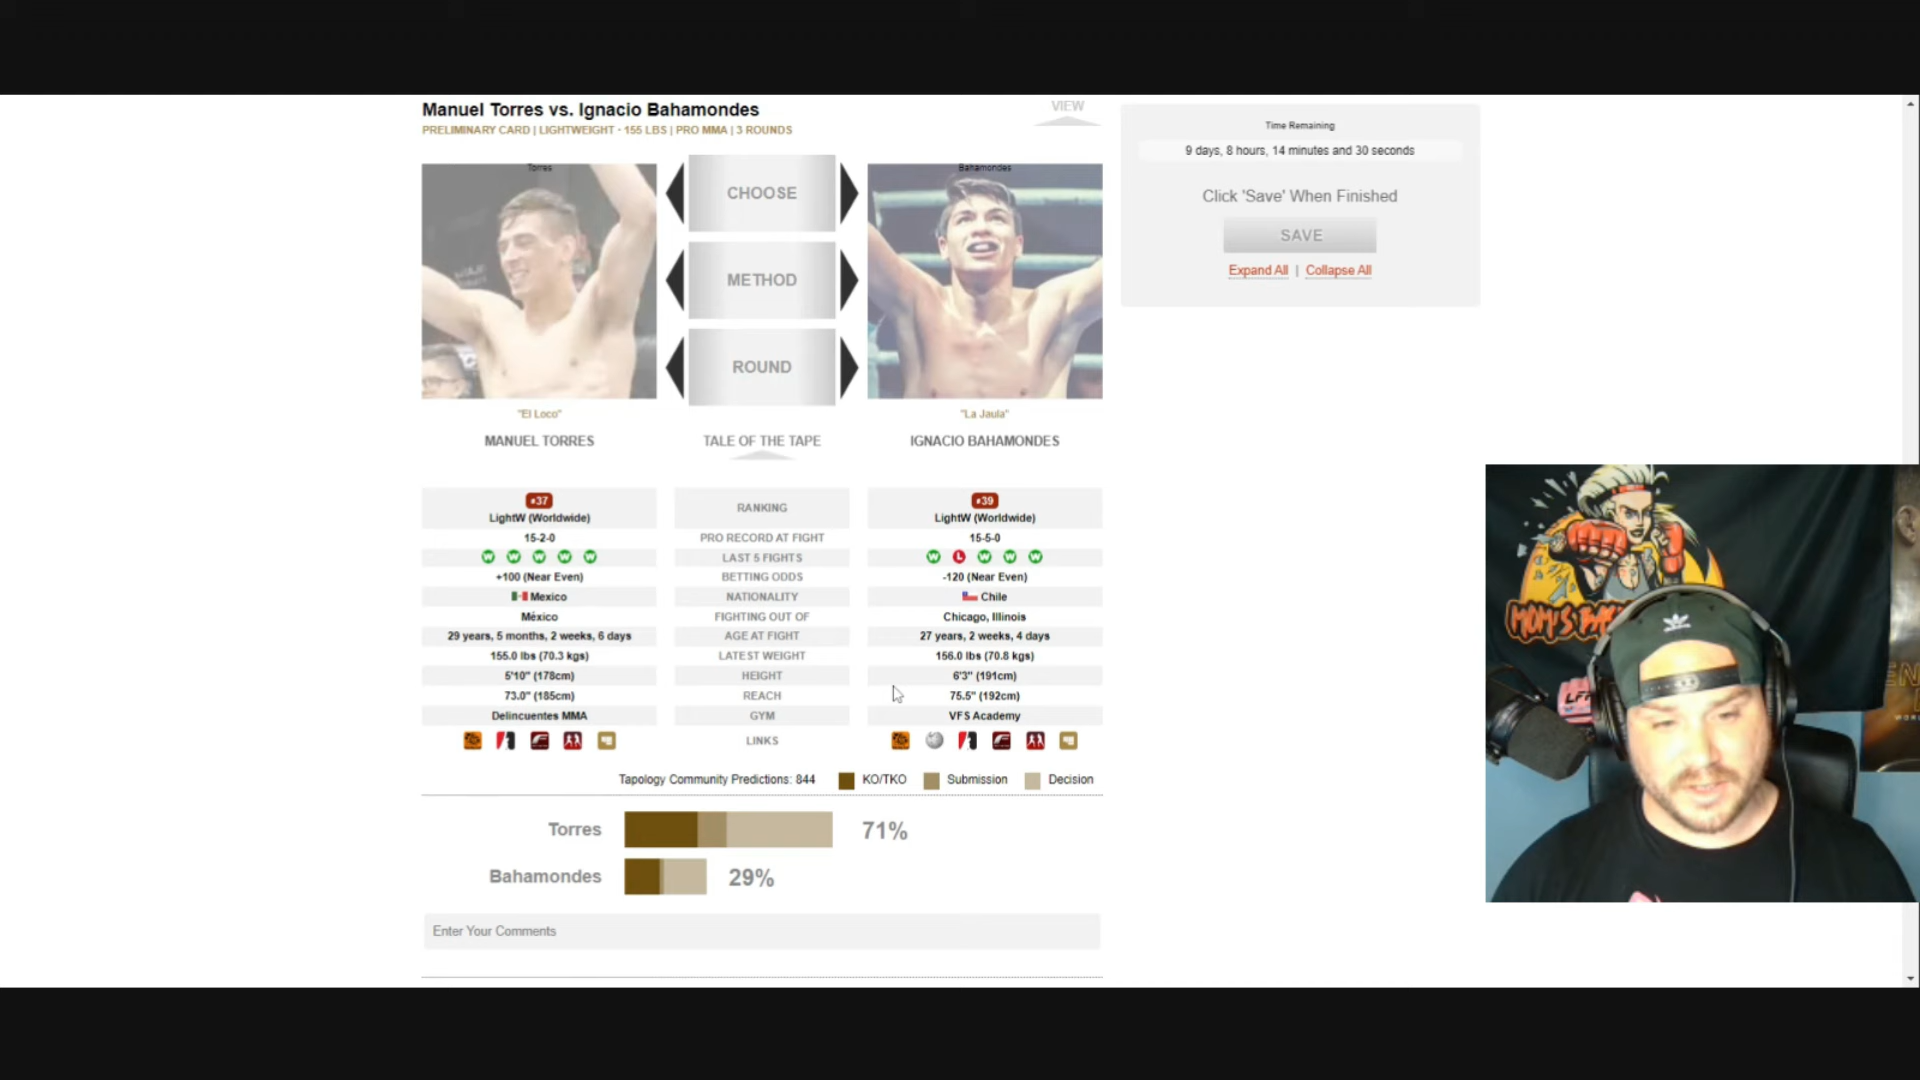 Manuel Torres vs. Ignacio Bahamondes
PRELIMINARY CARD | LIGHTWEIGHT · 155 LBS | PRO MMA | 3 ROUNDS
VIEW
Torres
CHOOSE
Bahamondes
METHOD
ROUND
"El Loco"
"La Jaula"
MANUEL TORRES
TALE OF THE TAPE
IGNACIO BAHAMONDES
#37
LightW (Worldwide)
RANKING
#39
LightW (Worldwide)
15-2-0 PRO RECORD AT FIGHT 15-5-0
W W W W W LAST 5 FIGHTS W L W W W
+100 (Near Even) BETTING ODDS -120 (Near Even)
Mexico NATIONALITY Chile
México FIGHTING OUT OF Chicago, Illinois
29 years, 5 months, 2 weeks, 6 days AGE AT FIGHT 27 years, 2 weeks, 4 days
155.0 lbs (70.3 kgs) LATEST WEIGHT 156.0 lbs (70.8 kgs)
5'10" (178cm) HEIGHT 6'3" (191cm)
73.0" (185cm) REACH 75.5" (192cm)
Delincuentes MMA GYM VFS Academy
LINKS
Tapology Community Predictions: 844 KO/TKO Submission Decision
Torres 71%
Bahamondes 29%
Enter Your Comments
Time Remaining
9 days, 8 hours, 14 minutes and 30 seconds
Click 'Save' When Finished
SAVE
Expand All | Collapse All
MOM'S
LFA